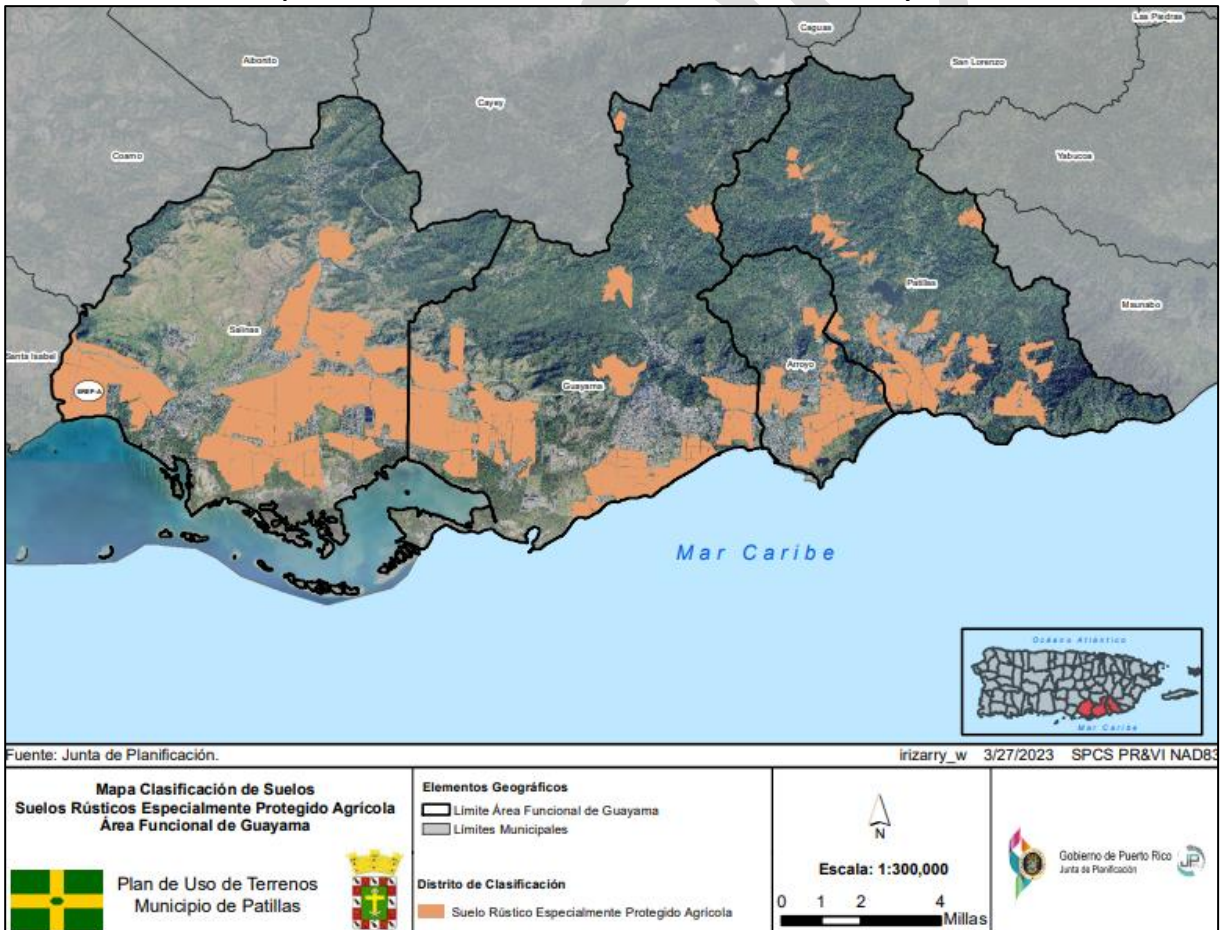 Las Piedras
Caguas
Aibonito
San Lorenzo
Cayey
Coamo
Yabucoa
Patillas
Maunabo
Salinas
Santa Isabel
Arroyo
Guayama
SREP-A
Mar Caribe
Océano Atlántico
Mar Caribe
Fuente: Junta de Planificación.
irizarry_w 3/27/2023 SPCS PR&VI NAD83
Mapa Clasificación de Suelos
Suelos Rústicos Especialmente Protegido Agrícola
Área Funcional de Guayama
Plan de Uso de Terrenos
Municipio de Patillas
Elementos Geográficos
Límite Área Funcional de Guayama
Límites Municipales
Distrito de Clasificación
Suelo Rústico Especialmente Protegido Agrícola
N
Escala: 1:300,000
0 1 2 4
Millas
Gobierno de Puerto Rico
Junta de Planificación
JP